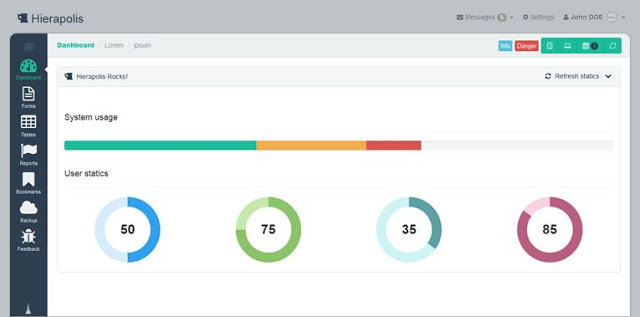 Hierapolis
Messages 5 Settings John DOE
Dashboard / Lorem / ipsum
Info Danger
Dashboard
Forms
Tables
Reports
Bookmarks
Backup
Feedback
Hierapolis Rocks!
Refresh statics
System usage
User statics
50 75 35 85